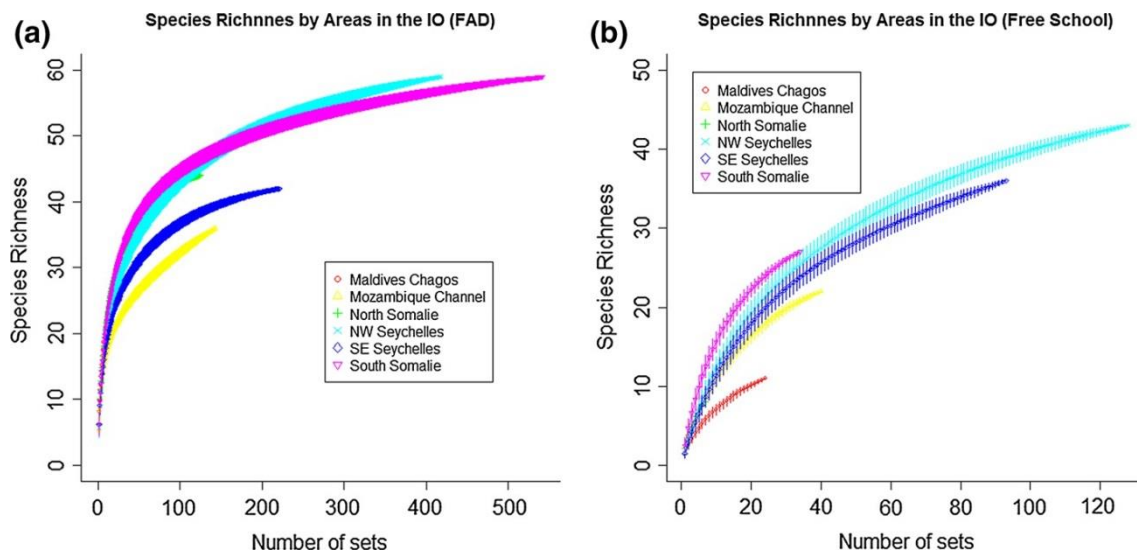 (a)
Species Richnnes by Areas in the IO (FAD)
Species Richness
60
50
40
30
20
10
0
Maldives Chagos
Mozambique Channel
North Somalie
NW Seychelles
SE Seychelles
South Somalie
0 100 200 300 400 500
Number of sets
(b)
Species Richnnes by Areas in the IO (Free School)
Species Richness
50
40
30
20
10
0
Maldives Chagos
Mozambique Channel
North Somalie
NW Seychelles
SE Seychelles
South Somalie
0 20 40 60 80 100 120
Number of sets